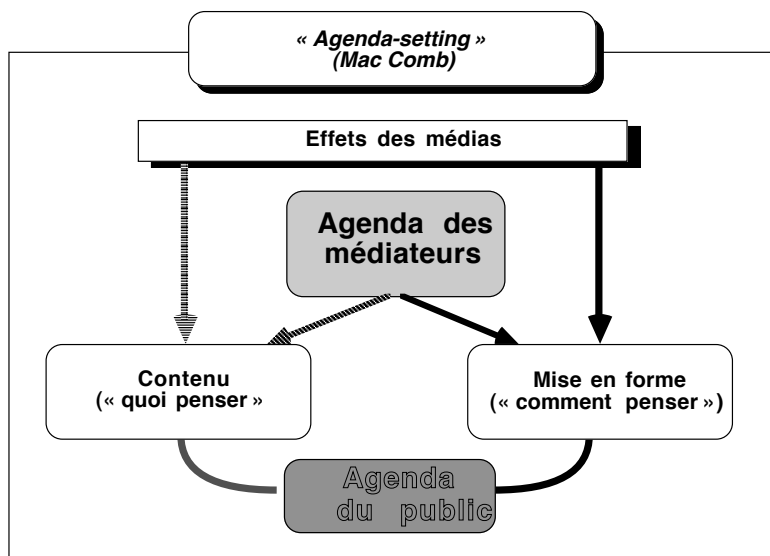 « Agenda-setting »
(Mac Comb)
Effets des médias
Agenda des
médiateurs
Contenu
(« quoi penser »
Mise en forme
(« comment penser »)
Agenda
du public